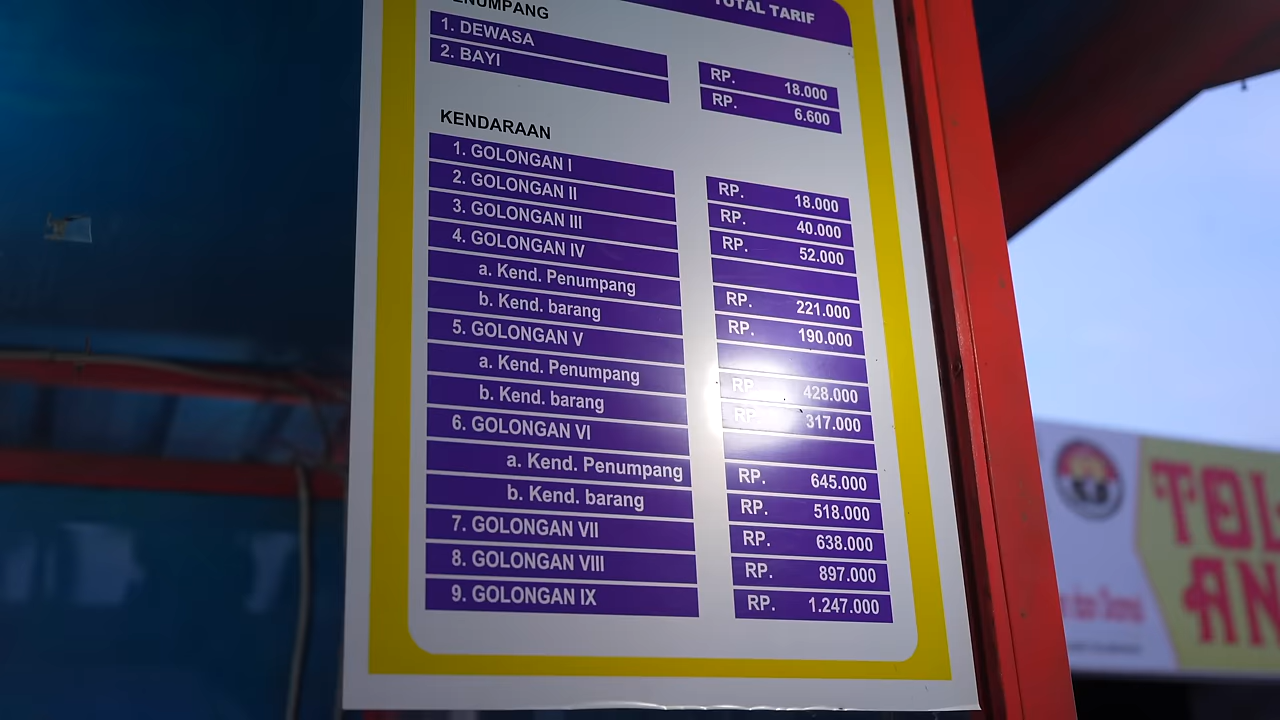 PENUMPANG TOTAL TARIF
1. DEWASA RP. 18.000
2. BAYI RP. 6.600
KENDARAAN
1. GOLONGAN I RP. 18.000
2. GOLONGAN II RP. 40.000
3. GOLONGAN III RP. 52.000
4. GOLONGAN IV
a. Kend. Penumpang RP. 221.000
b. Kend. barang RP. 190.000
5. GOLONGAN V
a. Kend. Penumpang RP. 428.000
b. Kend. barang RP. 317.000
6. GOLONGAN VI
a. Kend. Penumpang RP. 645.000
b. Kend. barang RP. 518.000
7. GOLONGAN VII RP. 638.000
8. GOLONGAN VIII RP. 897.000
9. GOLONGAN IX RP. 1.247.000
TOL
AN